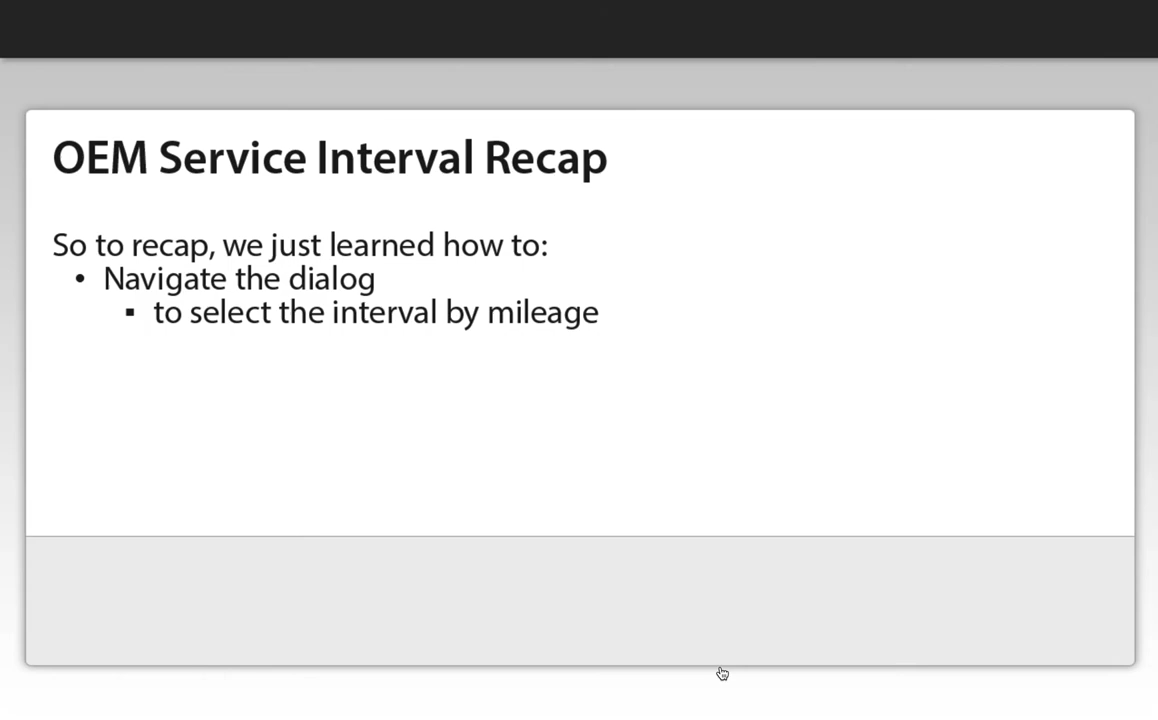 OEM Service Interval Recap
So to recap, we just learned how to:
• Navigate the dialog
▪ to select the interval by mileage